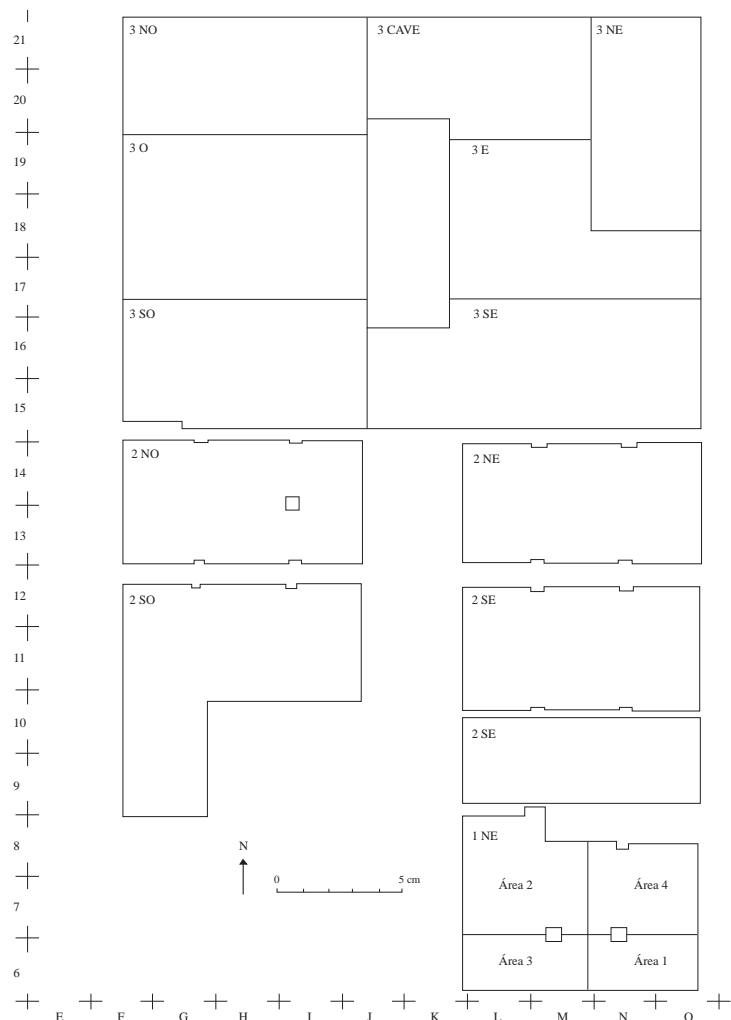 21
3 NO
3 CAVE
3 NE
20
19
3 O
3 E
18
17
3 SO
3 SE
16
15
14
2 NO
2 NE
13
12
2 SO
2 SE
11
10
2 SE
9
8
N
1 NE
0
5 cm
Área 2
Área 4
7
6
Área 3
Área 1
E
F
G
H
I
J
K
L
M
N
O